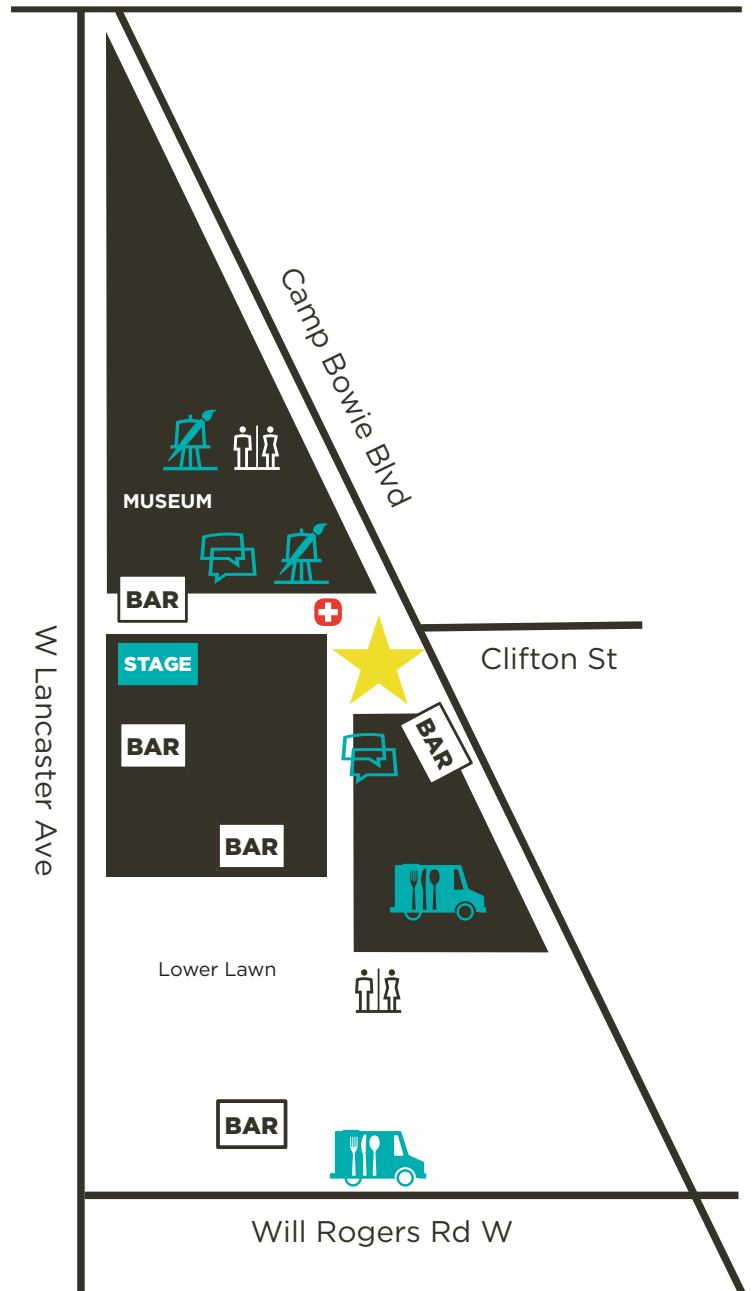 Camp Bowie Blvd
MUSEUM
BAR
W Lancaster Ave
Clifton St
STAGE
BAR
BAR
BAR
Lower Lawn
BAR
Will Rogers Rd W